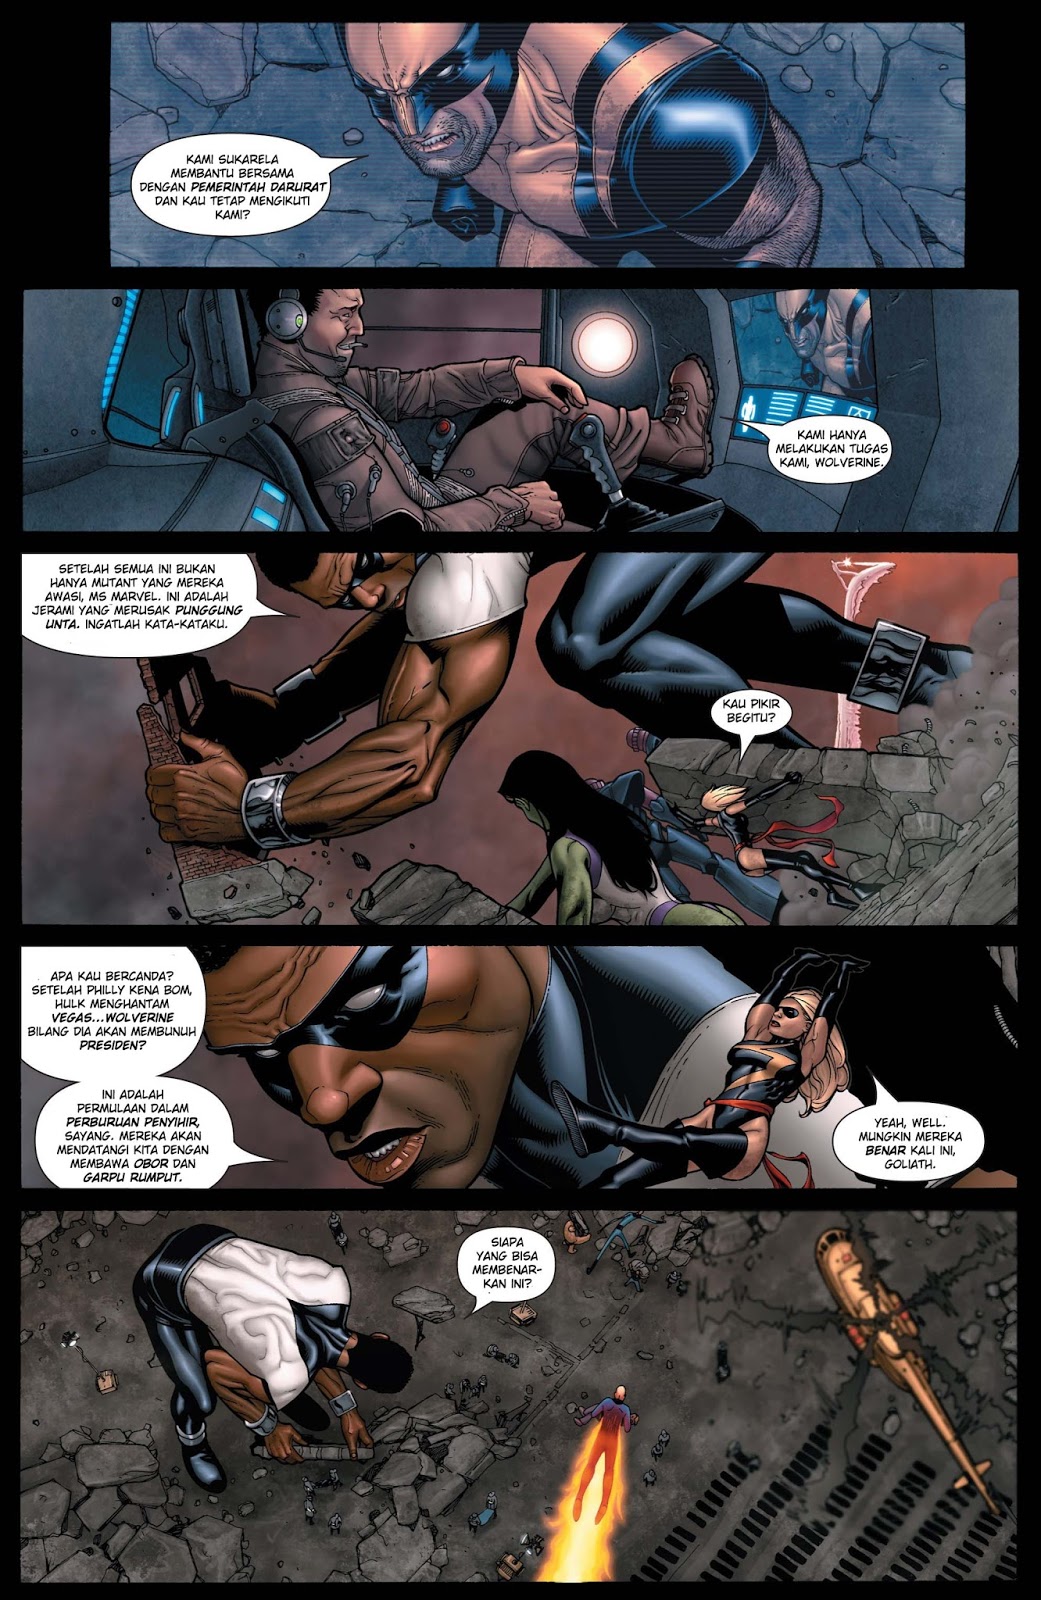 KAMI SUKARELA
MEMBANTU BERSAMA
DENGAN PEMERINTAH DARURAT
DAN KAU TETAP MENGIKUTI
KAMI?
KAMI HANYA
MELAKUKAN TUGAS
KAMI, WOLVERINE.
SETELAH SEMUA INI BUKAN
HANYA MUTANT YANG MEREKA
AWASI, MS MARVEL. INI ADALAH
JERAMI YANG MERUSAK PUNGGUNG
UNTA. INGATLAH KATA-KATAKU.
KAU PIKIR
BEGITU?
APA KAU BERCANDA?
SETELAH PHILLY KENA BOM,
HULK MENGHANTAM
VEGAS...WOLVERINE
BILANG DIA AKAN MEMBUNUH
PRESIDEN?
INI ADALAH
PERMULAAN DALAM
PERBURUAN PENYIHIR,
SAYANG. MEREKA AKAN
MENDATANGI KITA DENGAN
MEMBAWA OBOR DAN
GARPU RUMPUT.
YEAH, WELL.
MUNGKIN MEREKA
BENAR KALI INI,
GOLIATH.
SIAPA
YANG BISA
MEMBENAR-
KAN INI?